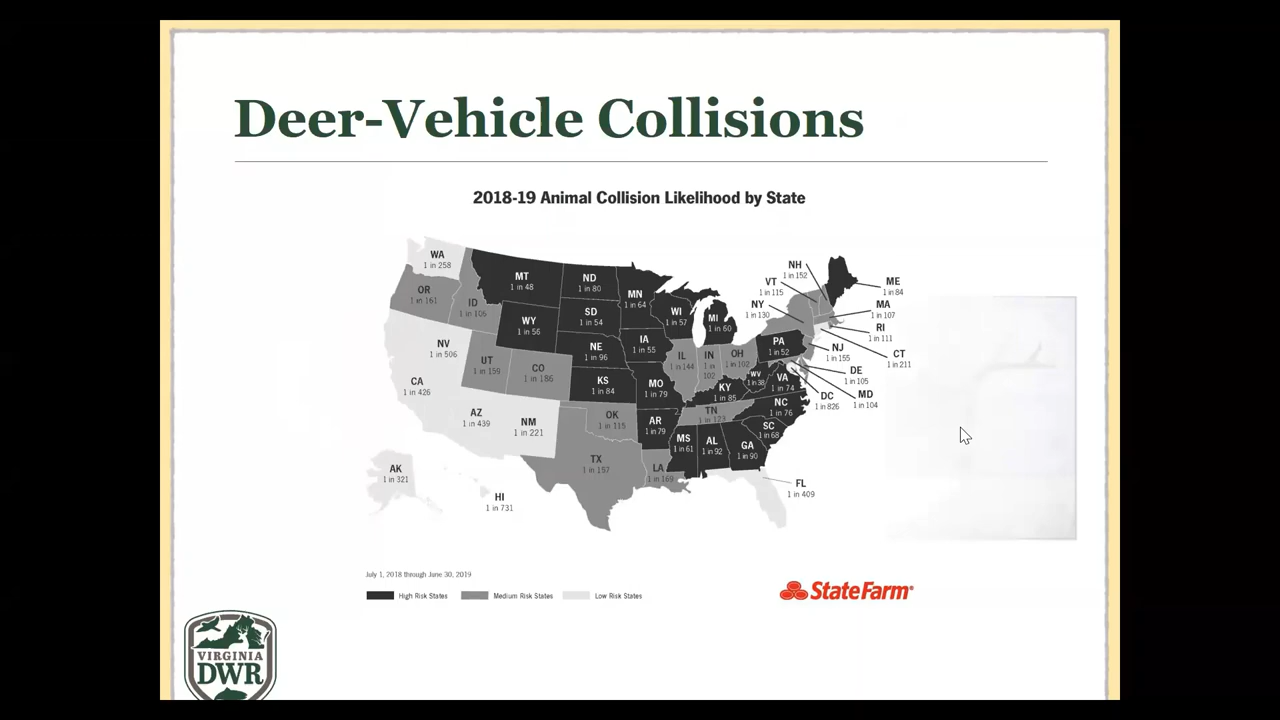 Deer-Vehicle Collisions
2018-19 Animal Collision Likelihood by State
WA
1 in 258
OR
1 in 161
ID
1 in 106
MT
1 in 48
ND
1 in 80
MN
1 in 64
WI
1 in 57
MI
1 in 60
WY
1 in 56
SD
1 in 54
NE
1 in 96
IA
1 in 55
NV
1 in 506
UT
1 in 159
CO
1 in 186
KS
1 in 84
MO
1 in 79
IL
1 in 144
IN
1 in
102
OH
1 in 102
PA
1 in 52
WV
1 in 38
VA
1 in 74
KY
1 in 85
CA
1 in 426
AZ
1 in 439
NM
1 in 221
OK
1 in 115
AR
1 in 79
TN
1 in 123
NC
1 in 76
SC
1 in 68
TX
1 in 157
LA
1 in 169
MS
1 in 61
AL
1 in 92
GA
1 in 90
FL
1 in 409
AK
1 in 321
HI
1 in 731
NH
1 in 152
VT
1 in 115
NY
1 in 130
ME
1 in 84
MA
1 in 107
RI
1 in 111
CT
1 in 211
NJ
1 in 155
DE
1 in 105
MD
1 in 104
DC
1 in 826
July 1, 2018 through June 30, 2019
High Risk States
Medium Risk States
Low Risk States
StateFarm®
VIRGINIA
DWR